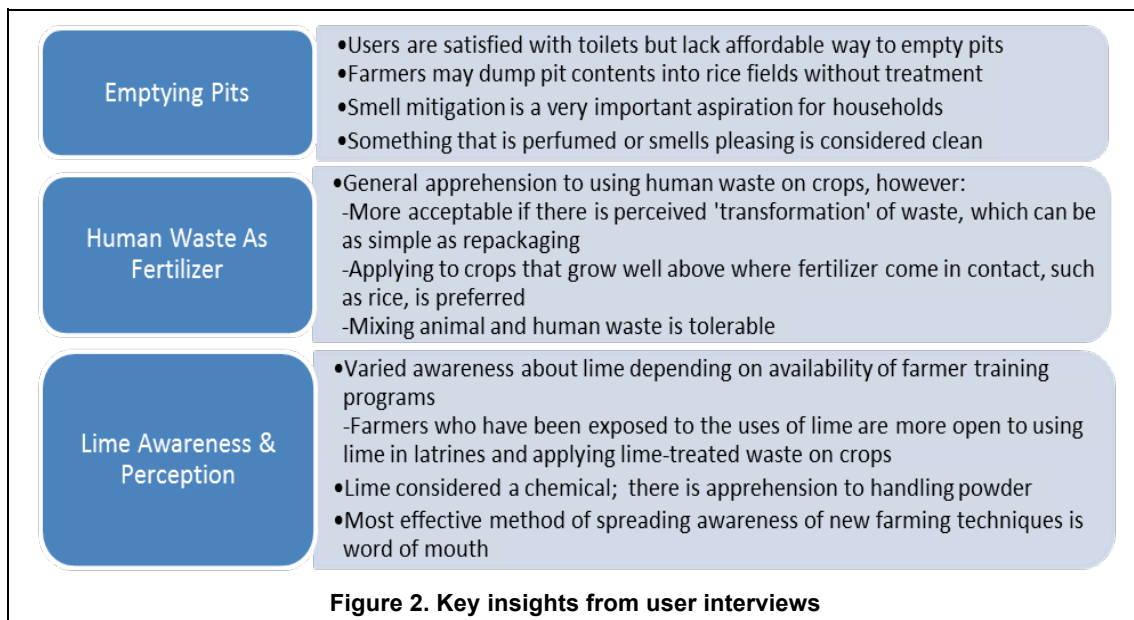 Emptying Pits
•Users are satisfied with toilets but lack affordable way to empty pits
•Farmers may dump pit contents into rice fields without treatment
•Smell mitigation is a very important aspiration for households
•Something that is perfumed or smells pleasing is considered clean
Human Waste As
Fertilizer
•General apprehension to using human waste on crops, however:
-More acceptable if there is perceived 'transformation' of waste, which can be
as simple as repackaging
-Applying to crops that grow well above where fertilizer come in contact, such
as rice, is preferred
-Mixing animal and human waste is tolerable
Lime Awareness &
Perception
•Varied awareness about lime depending on availability of farmer training
programs
-Farmers who have been exposed to the uses of lime are more open to using
lime in latrines and applying lime-treated waste on crops
•Lime considered a chemical; there is apprehension to handling powder
•Most effective method of spreading awareness of new farming techniques is
word of mouth
Figure 2. Key insights from user interviews